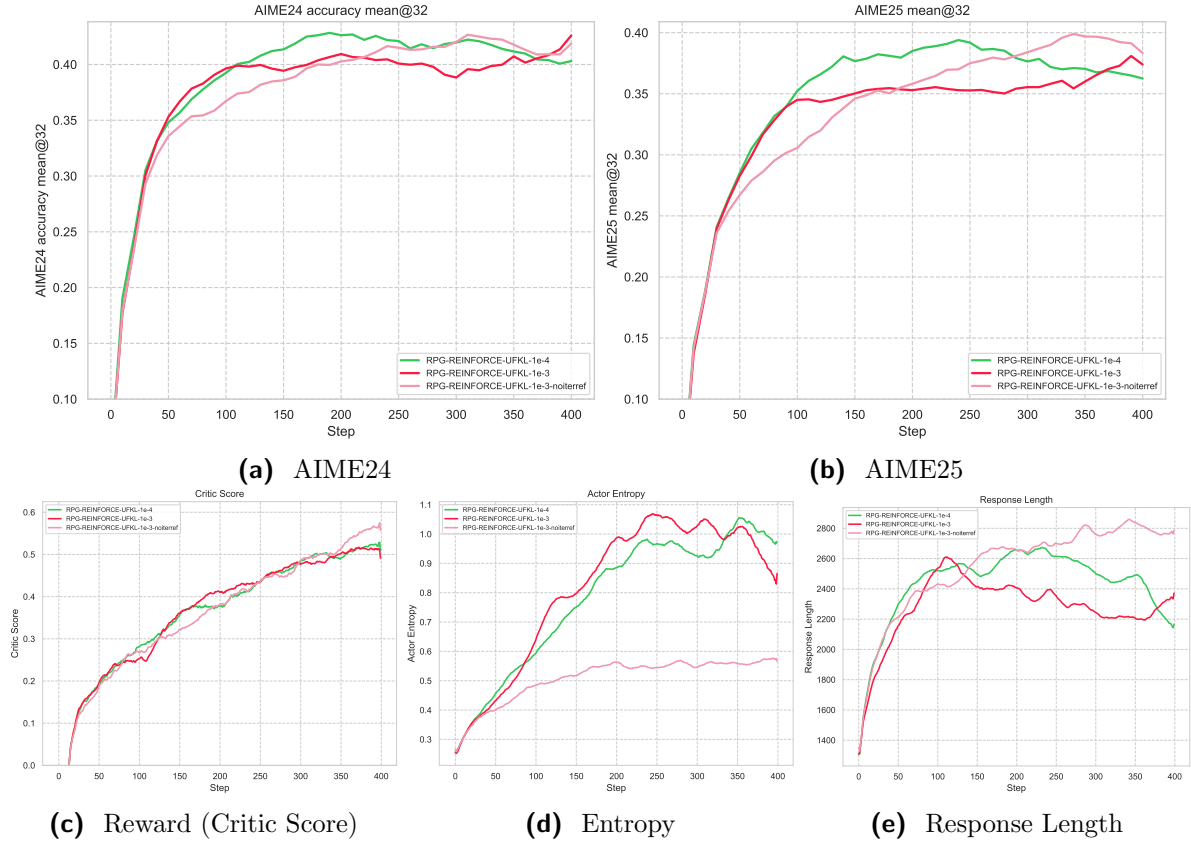 AIME24 accuracy mean@32
AIME24 accuracy mean@32
0.40
0.35
0.30
0.25
0.20
0.15
0.10
RPG-REINFORCE-UFKL-1e-4
RPG-REINFORCE-UFKL-1e-3
RPG-REINFORCE-UFKL-1e-3-noiterref
0 50 100 150 200 250 300 350 400
Step
(a) AIME24
AIME25 mean@32
AIME25 mean@32
0.40
0.35
0.30
0.25
0.20
0.15
0.10
RPG-REINFORCE-UFKL-1e-4
RPG-REINFORCE-UFKL-1e-3
RPG-REINFORCE-UFKL-1e-3-noiterref
0 50 100 150 200 250 300 350 400
Step
(b) AIME25
Critic Score
Critic Score
RPG-REINFORCE-UFKL-1e-4
RPG-REINFORCE-UFKL-1e-3
RPG-REINFORCE-UFKL-1e-3-noiterref
0.6
0.5
0.4
0.3
0.2
0.1
0.0
0 50 100 150 200 250 300 350 400
Step
(c) Reward (Critic Score)
Actor Entropy
Actor Entropy
RPG-REINFORCE-UFKL-1e-4
RPG-REINFORCE-UFKL-1e-3
RPG-REINFORCE-UFKL-1e-3-noiterref
1.1
1.0
0.9
0.8
0.7
0.6
0.5
0.4
0.3
0 50 100 150 200 250 300 350 400
Step
(d) Entropy
Response Length
Response Length
RPG-REINFORCE-UFKL-1e-4
RPG-REINFORCE-UFKL-1e-3
RPG-REINFORCE-UFKL-1e-3-noiterref
2800
2600
2400
2200
2000
1800
1600
1400
0 50 100 150 200 250 300 350 400
Step
(e) Response Length